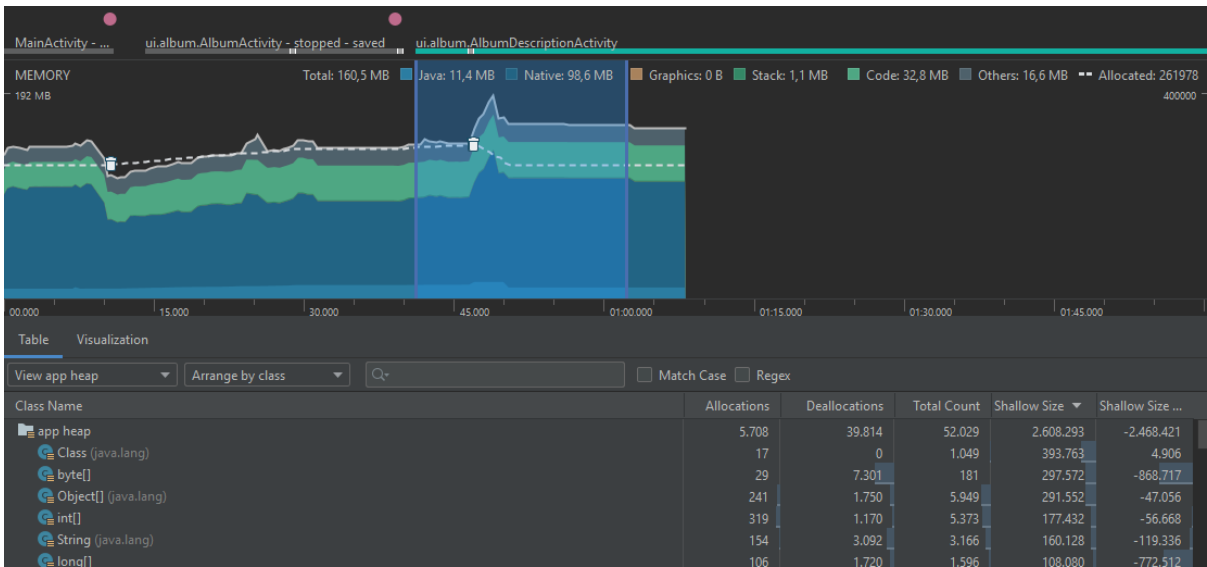 MainActivity - ... ui.album.AlbumActivity - stopped - saved ui.album.AlbumDescriptionActivity
MEMORY Total: 160,5 MB Java: 11,4 MB Native: 98,6 MB Graphics: 0 B Stack: 1,1 MB Code: 32,8 MB Others: 16,6 MB Allocated: 261978
192 MB 400000
00.000 15.000 30.000 45.000 01:00.000 01:15.000 01:30.000 01:45.000
Table Visualization
View app heap Arrange by class Match Case Regex
Class Name Allocations Deallocations Total Count Shallow Size Shallow Size ...
app heap 5.708 39.814 52.029 2.608.293 -2.468.421
Class (java.lang) 17 0 1.049 393.763 4.906
byte[] 29 7.301 181 297.572 -868.717
Object[] (java.lang) 241 1.750 5.949 291.552 -47.056
int[] 319 1.170 5.373 177.432 -56.668
String (java.lang) 154 3.092 3.166 160.128 -119.336
long[] 106 1.720 1.596 108.080 -772.512